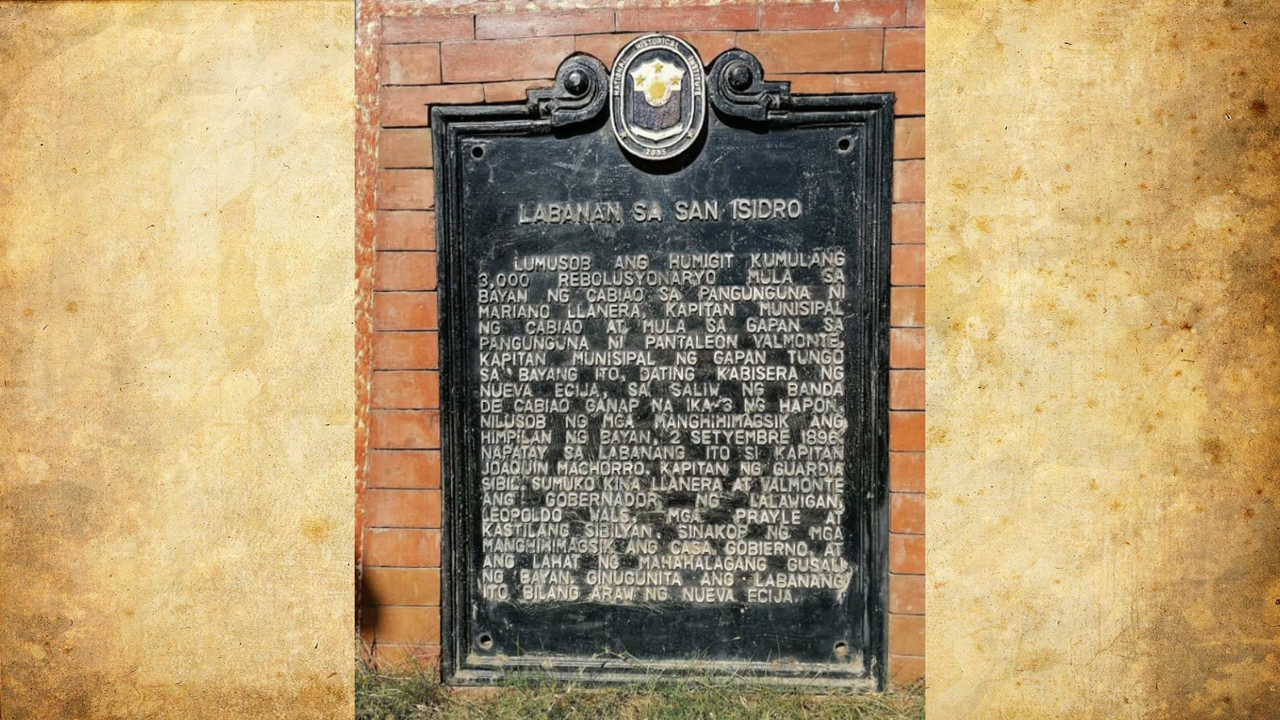 NATIONAL HISTORICAL INSTITUTE
2005
LABANAN SA SAN ISIDRO
LUMUSOB ANG HUMIGIT KUMULANG
3,000 REBOLUSYONARYO MULA SA
BAYAN NG CABIAO SA PANGUNGUNA NI
MARIANO LLANERA, KAPITAN MUNISIPAL
NG CABIAO AT MULA SA GAPAN SA
PANGUNGUNA NI PANTALEON VALMONTE,
KAPITAN MUNISIPAL NG GAPAN TUNGO
SA BAYANG ITO, DATING KABISERA NG
NUEVA ECIJA, SA SALIW NG BANDA
DE CABIAO GANAP NA IKA-3 NG HAPON,
NILUSOB NG MGA MANGHIHIMAGSIK ANG
HIMPILAN NG BAYAN, 2 SETYEMBRE 1896.
NAPATAY SA LABANANG ITO SI KAPITAN
JOAQUIN MACHORRO, KAPITAN NG GUARDIA
SIBIL. SUMUKO KINA LLANERA AT VALMONTE
ANG GOBERNADOR NG LALAWIGAN,
LEOPOLDO WALS, MGA PRAYLE AT
KASTILANG SIBILYAN. SINAKOP NG MGA
MANGHIHIMAGSIK ANG CASA GOBIERNO AT
ANG LAHAT NG MAHAHALAGANG GUSALI
NG BAYAN. GINUGUNITA ANG LABANANG
ITO BILANG ARAW NG NUEVA ECIJA.